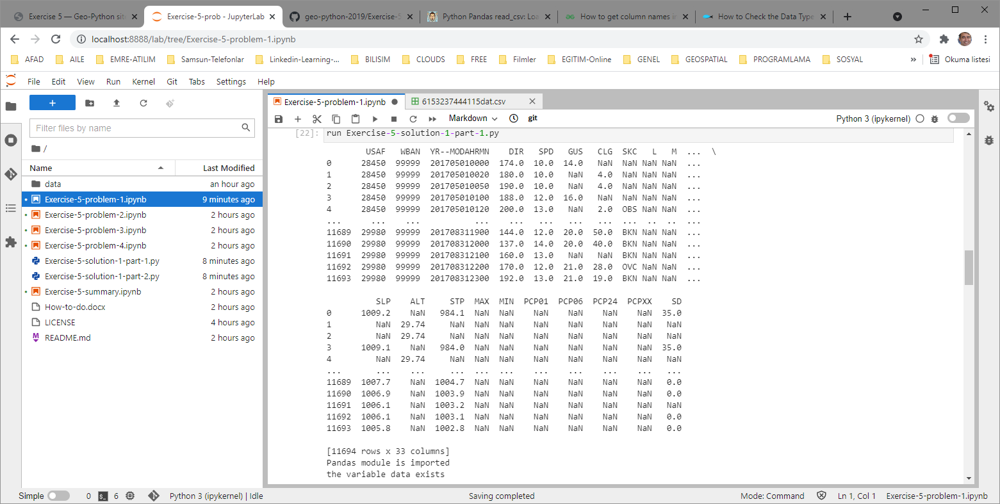 Exercise 5 — Geo-Python sit Exercise-5-prob - JupyterLab geo-python-2019/Exercise-5 Python Pandas read_csv: Loa How to get column names in How to Check the Data Type
localhost:8888/lab/tree/Exercise-5-problem-1.ipynb
AFAD AILE EMRE-ATILIM Samsun-Telefonlar Linkedin-Learning-... BILISIM CLOUDS FREE Filmler EGITIM-Online GENEL GEOSPATIAL PROGRAMLAMA SOSYAL » Okuma listesi
File Edit View Run Kernel Git Tabs Settings Help
Exercise-5-problem-1.ipynb 6153237444115dat.csv
Markdown git Python 3 (ipykernel)
Filter files by name
/
Name Last Modified
data an hour ago
Exercise-5-problem-1.ipynb 9 minutes ago
Exercise-5-problem-2.ipynb 2 hours ago
Exercise-5-problem-3.ipynb 2 hours ago
Exercise-5-problem-4.ipynb 2 hours ago
Exercise-5-solution-1-part-1.py 8 minutes ago
Exercise-5-solution-1-part-2.py 8 minutes ago
Exercise-5-summary.ipynb 2 hours ago
How-to-do.docx 2 hours ago
LICENSE 4 hours ago
README.md 2 hours ago
[22]: run Exercise-5-solution-1-part-1.py
USAF WBAN YR--MODAHRMN DIR SPD GUS CLG SKC L M ... \
0 28450 99999 201705010000 174.0 10.0 14.0 NaN NaN NaN NaN ...
1 28450 99999 201705010020 180.0 10.0 NaN 4.0 NaN NaN NaN ...
2 28450 99999 201705010050 190.0 10.0 NaN 4.0 NaN NaN NaN ...
3 28450 99999 201705010100 188.0 12.0 16.0 NaN NaN NaN NaN ...
4 28450 99999 201705010120 200.0 13.0 NaN 2.0 OBS NaN NaN ...
... ... ... ... ... ... ... ... ... .. .. ...
11689 29980 99999 201708311900 144.0 12.0 20.0 50.0 BKN NaN NaN ...
11690 29980 99999 201708312000 137.0 14.0 20.0 40.0 BKN NaN NaN ...
11691 29980 99999 201708312100 160.0 13.0 NaN NaN BKN NaN NaN ...
11692 29980 99999 201708312200 170.0 12.0 21.0 28.0 OVC NaN NaN ...
11693 29980 99999 201708312300 192.0 13.0 21.0 19.0 BKN NaN NaN ...
SLP ALT STP MAX MIN PCP01 PCP06 PCP24 PCPXX SD
0 1009.2 NaN 984.1 NaN NaN NaN NaN NaN NaN 35.0
1 NaN 29.74 NaN NaN NaN NaN NaN NaN NaN NaN
2 NaN 29.74 NaN NaN NaN NaN NaN NaN NaN NaN
3 1009.1 NaN 984.0 NaN NaN NaN NaN NaN NaN 35.0
4 NaN 29.74 NaN NaN NaN NaN NaN NaN NaN NaN
... ... ... ... ... ... ... ... ... ... ...
11689 1007.7 NaN 1004.7 NaN NaN NaN NaN NaN NaN 0.0
11690 1006.9 NaN 1003.9 NaN NaN NaN NaN NaN NaN 0.0
11691 1006.1 NaN 1003.2 NaN NaN NaN NaN NaN NaN NaN
11692 1006.1 NaN 1003.1 NaN NaN NaN NaN NaN NaN 0.0
11693 1005.8 NaN 1002.8 NaN NaN NaN NaN NaN NaN 0.0
[11694 rows x 33 columns]
Pandas module is imported
the variable data exists
Simple 0 6 Python 3 (ipykernel) | Idle Saving completed Mode: Command Ln 1, Col 1 Exercise-5-problem-1.ipynb